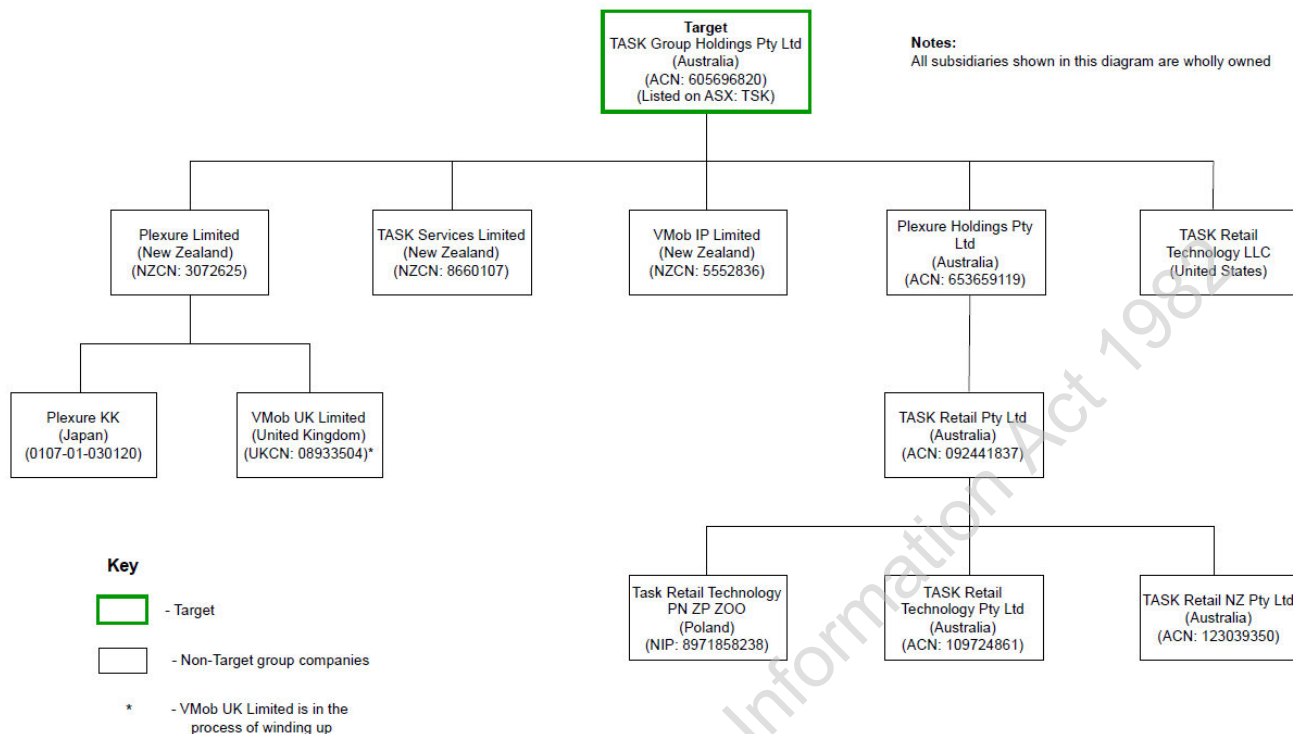 Target
TASK Group Holdings Pty Ltd
(Australia)
(ACN: 605696820)
(Listed on ASX: TSK)
Notes:
All subsidiaries shown in this diagram are wholly owned
Plexure Limited
(New Zealand)
(NZCN: 3072625)
TASK Services Limited
(New Zealand)
(NZCN: 8660107)
VMob IP Limited
(New Zealand)
(NZCN: 5552836)
Plexure Holdings Pty
Ltd
(Australia)
(ACN: 653659119)
TASK Retail
Technology LLC
(United States)
Plexure KK
(Japan)
(0107-01-030120)
VMob UK Limited
(United Kingdom)
(UKCN: 08933504)*
TASK Retail Pty Ltd
(Australia)
(ACN: 092441837)
Task Retail Technology
PN ZP ZOO
(Poland)
(NIP: 8971858238)
TASK Retail
Technology Pty Ltd
(Australia)
(ACN: 109724861)
TASK Retail NZ Pty Ltd
(Australia)
(ACN: 123039350)
Key
- Target
- Non-Target group companies
* - VMob UK Limited is in the
process of winding up
Information Act 1982